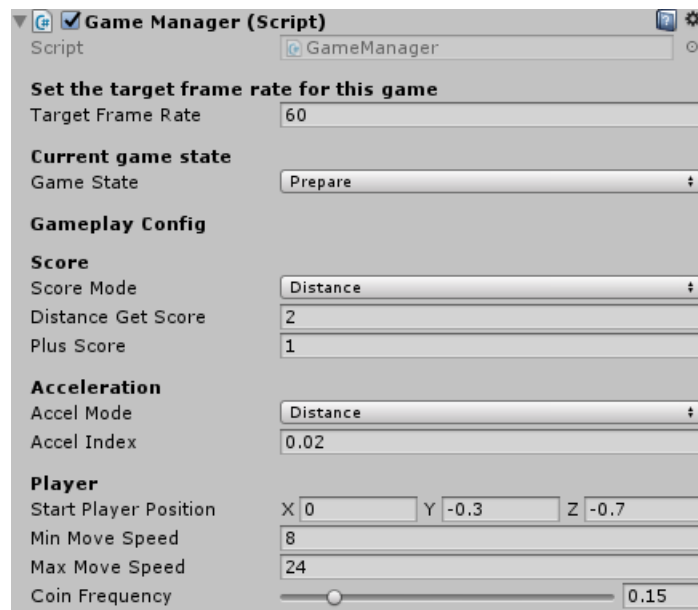 Game Manager (Script)
Script GameManager
Set the target frame rate for this game
Target Frame Rate 60
Current game state
Game State Prepare
Gameplay Config
Score
Score Mode Distance
Distance Get Score 2
Plus Score 1
Acceleration
Accel Mode Distance
Accel Index 0.02
Player
Start Player Position X 0 Y -0.3 Z -0.7
Min Move Speed 8
Max Move Speed 24
Coin Frequency 0.15